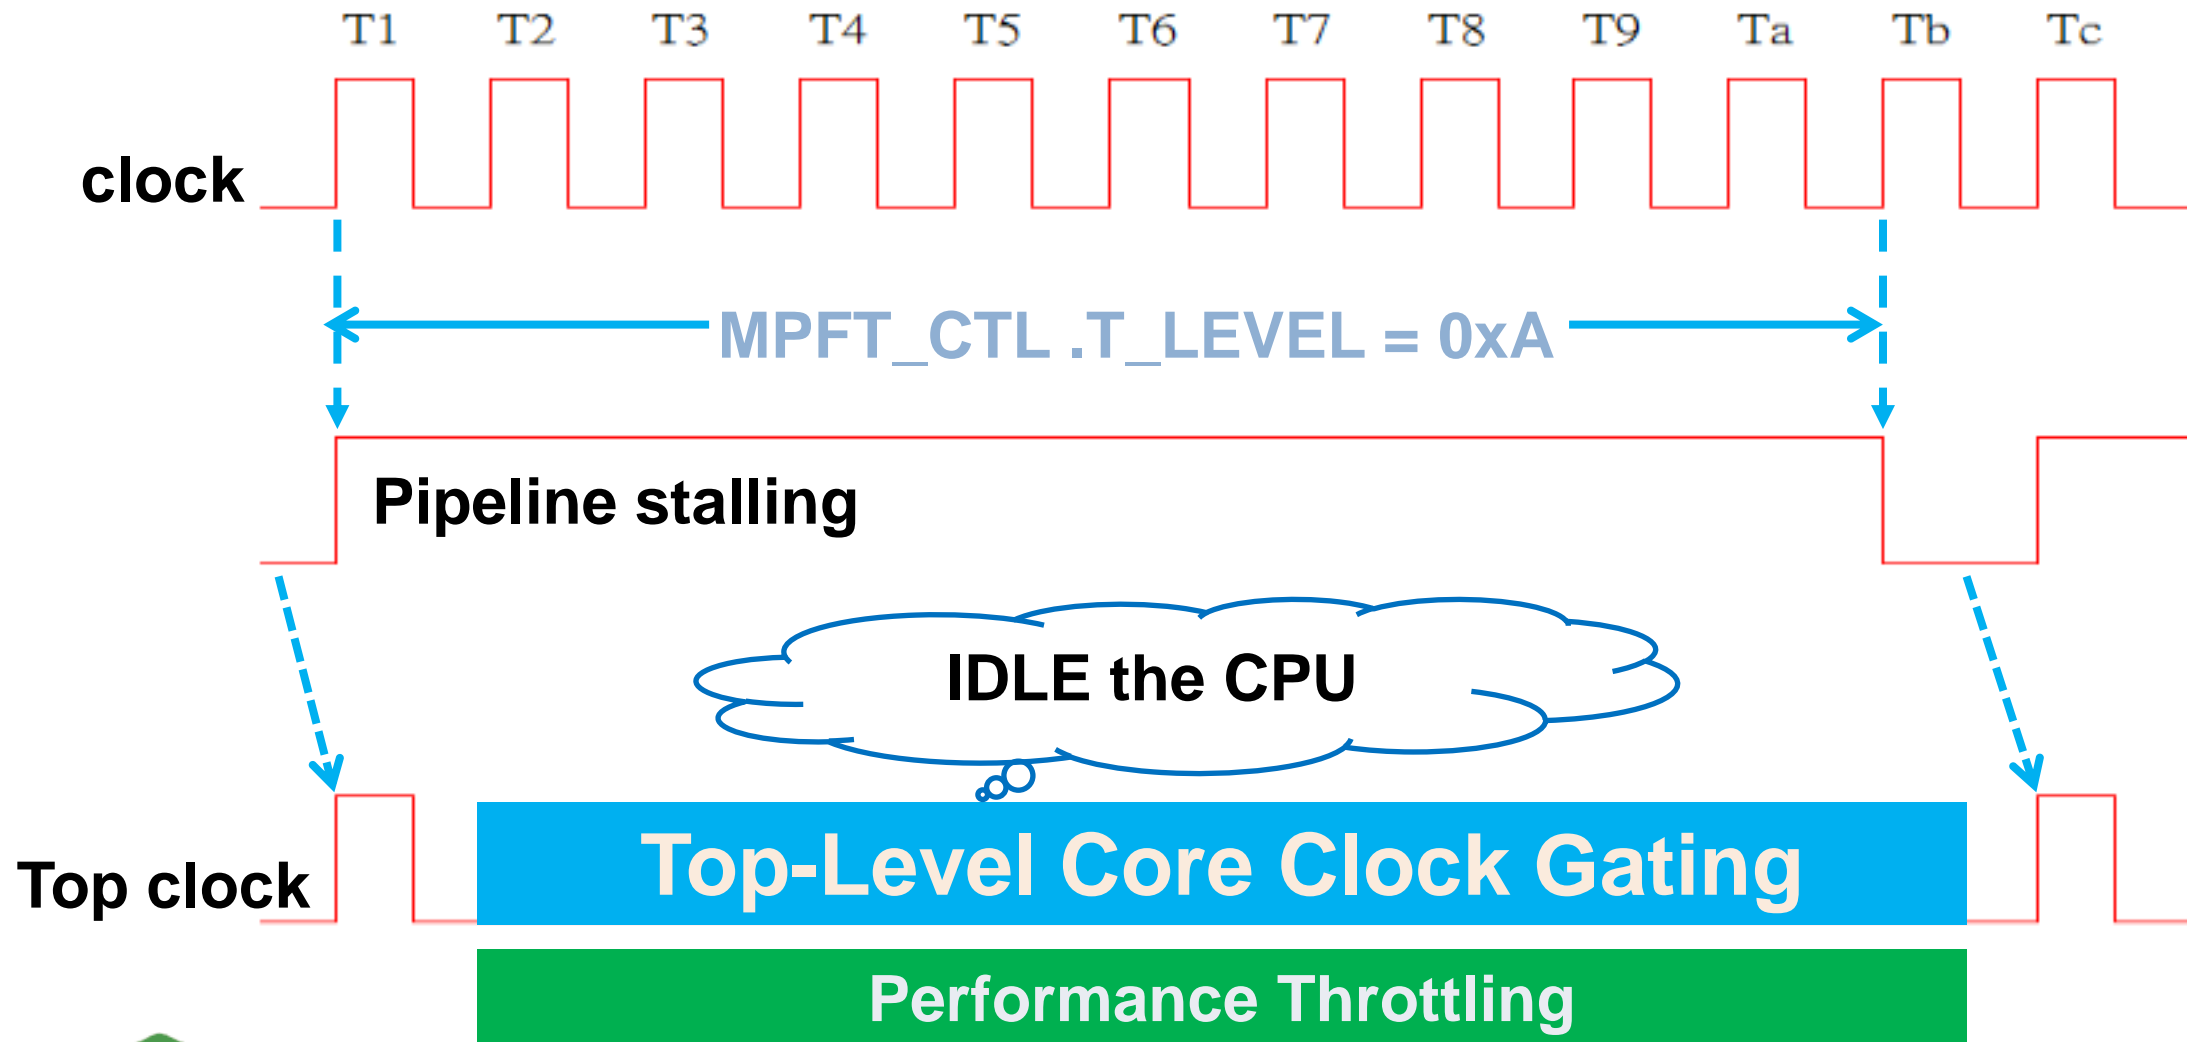 T1 T2 T3 T4 T5 T6 T7 T8 T9 Ta Tb Tc
clock
MPFT_CTL .T_LEVEL = 0xA
Pipeline stalling
IDLE the CPU
Top-Level Core Clock Gating
Top clock
Performance Throttling